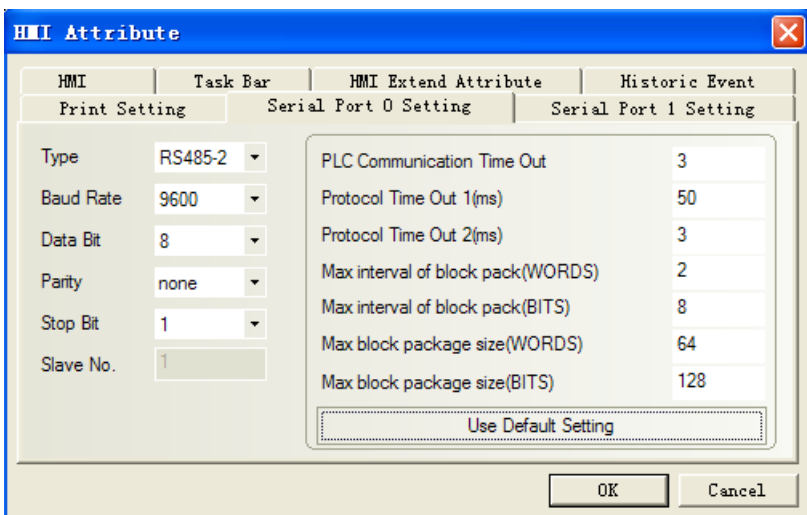 HMI Attribute
HMI Task Bar HMI Extend Attribute Historic Event
Print Setting Serial Port 0 Setting Serial Port 1 Setting
Type RS485-2
Baud Rate 9600
Data Bit 8
Parity none
Stop Bit 1
Slave No. 1
PLC Communication Time Out 3
Protocol Time Out 1(ms) 50
Protocol Time Out 2(ms) 3
Max interval of block pack(WORDS) 2
Max interval of block pack(BITS) 8
Max block package size(WORDS) 64
Max block package size(BITS) 128
Use Default Setting
OK Cancel